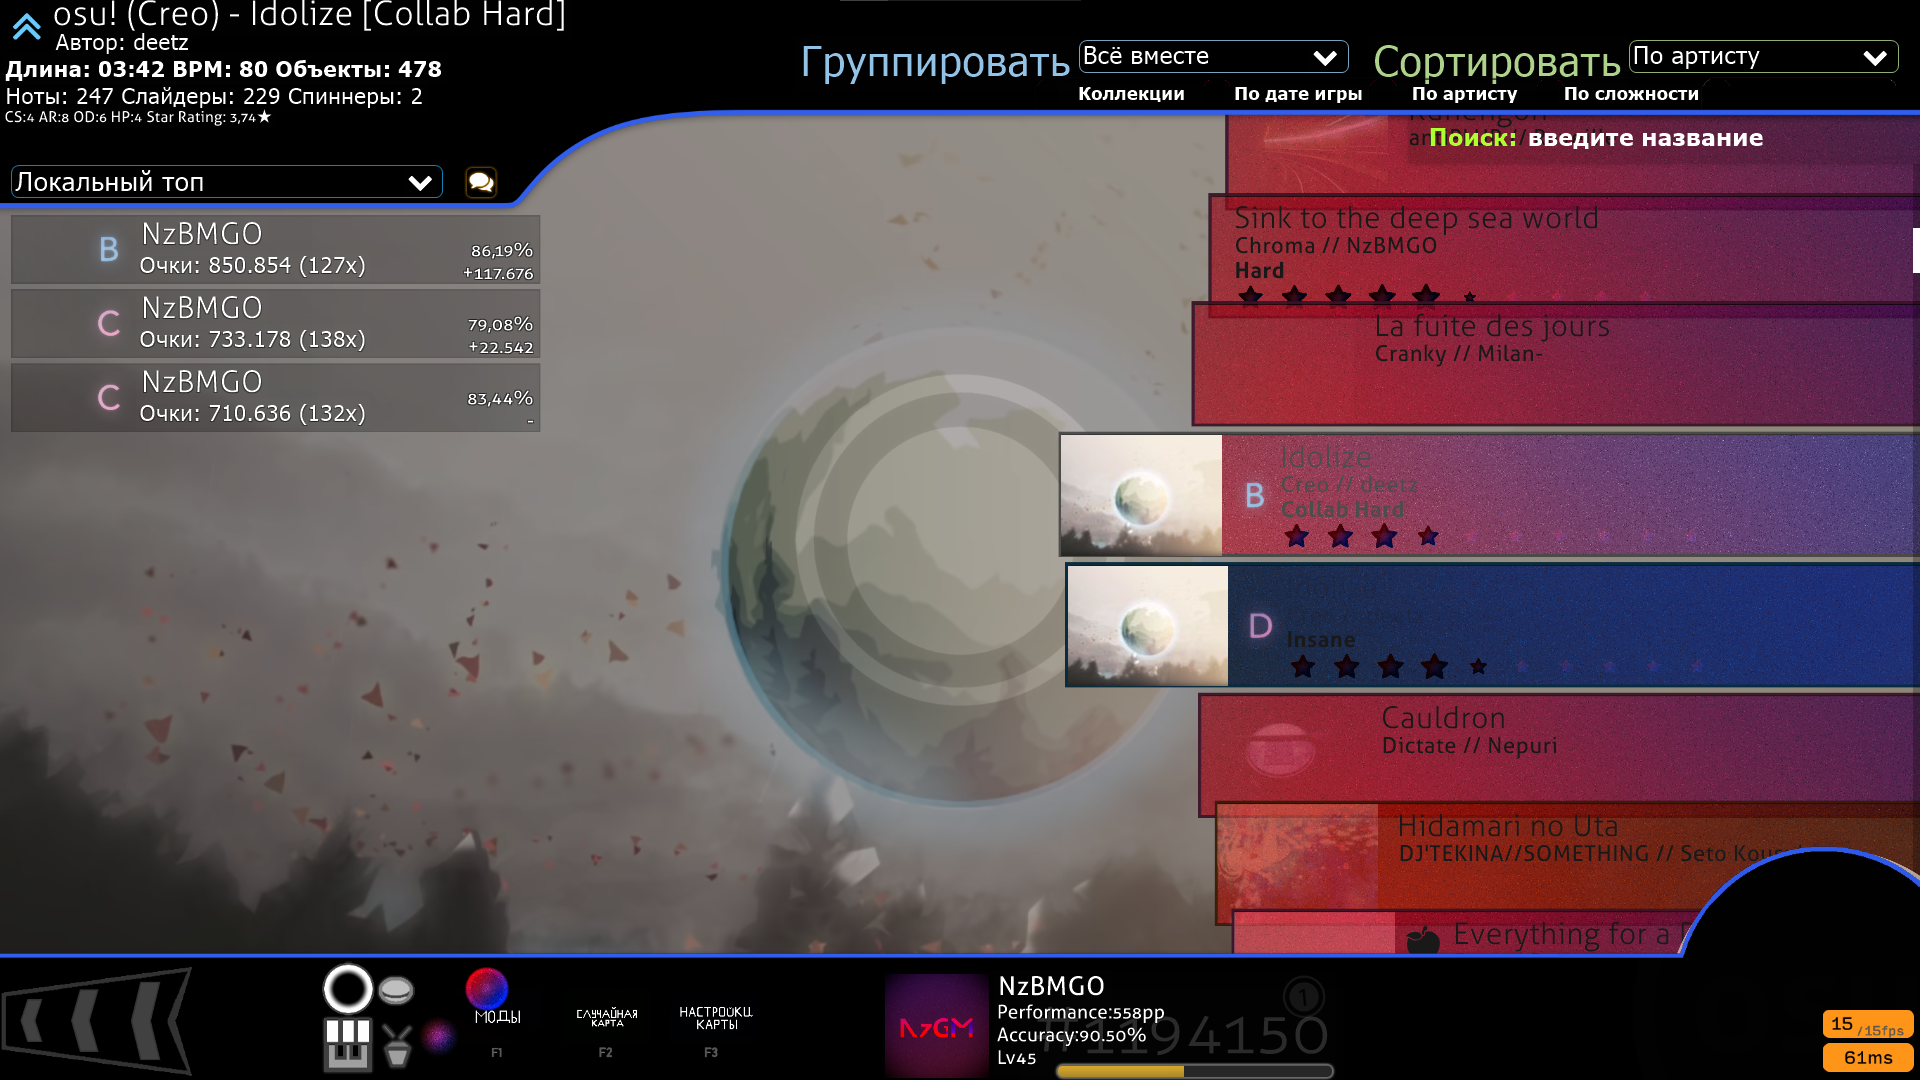 osu! (Creo) - Idolize [Collab Hard]
Автор: deetz
Длина: 03:42 BPM: 80 Объекты: 478
Ноты: 247 Слайдеры: 229 Спиннеры: 2
CS:4 AR:8 OD:6 HP:4 Star Rating: 3,74★
Группировать Всё вместе
Сортировать По артисту
Коллекции По дате игры По артисту По сложности
Поиск: введите название
Локальный топ
B NzBMGO
Очки: 850.854 (127x)
86,19%
+117.676
C NzBMGO
Очки: 733.178 (138x)
79,08%
+22.542
C NzBMGO
Очки: 710.636 (132x)
83,44%
-
Sink to the deep sea world
Chroma // NzBMGO
Hard
La fuite des jours
Cranky // Milan-
Idolize
B Creo // deetz
Collab Hard
D
Insane
Cauldron
Dictate // Nepuri
Hidamari no Uta
DJ'TEKINA//SOMETHING // Seto
Everything for a
МОДЫ
F1
СЛУЧАЙНАЯ
КАРТА
F2
НАСТРОЙКИ
КАРТЫ
F3
NzGM
NzBMGO
Performance:558pp
Accuracy:90.50%
Lv45
#1194150
1
15 /15fps
61ms